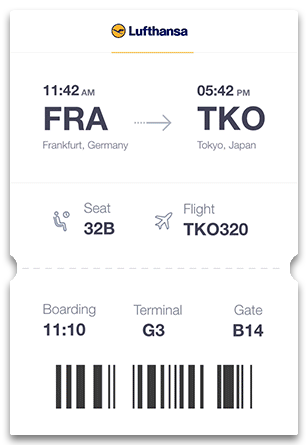 Lufthansa
11:42 AM 05:42 PM
FRA TKO
Frankfurt, Germany Tokyo, Japan
Seat Flight
32B TKO320
Boarding Terminal Gate
11:10 G3 B14